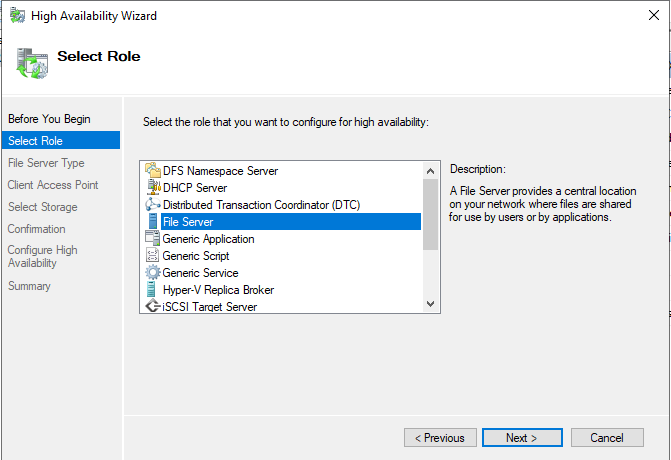 High Availability Wizard
Select Role
Before You Begin
Select Role
File Server Type
Client Access Point
Select Storage
Confirmation
Configure High
Availability
Summary
Select the role that you want to configure for high availability:
DFS Namespace Server
DHCP Server
Distributed Transaction Coordinator (DTC)
File Server
Generic Application
Generic Script
Generic Service
Hyper-V Replica Broker
iSCSI Target Server
Description:
A File Server provides a central location
on your network where files are shared
for use by users or by applications.
< Previous
Next >
Cancel